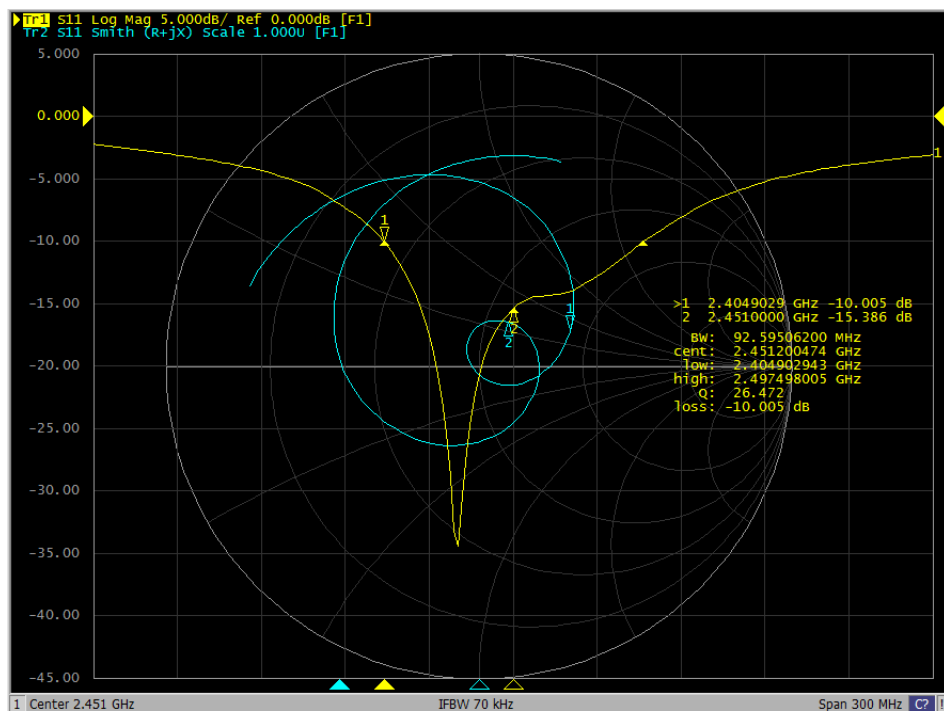 Tr1 S11 Log Mag 5.000dB/ Ref 0.000dB [F1]
Tr2 S11 Smith (R+jX) Scale 1.000U [F1]
5.000
0.000
-5.000
-10.00
-15.00
-20.00
-25.00
-30.00
-35.00
-40.00
-45.00
1
1
1
2
2
>1 2.4049029 GHz -10.005 dB
2 2.4510000 GHz -15.386 dB
BW: 92.59506200 MHz
cent: 2.451200474 GHz
low: 2.404902943 GHz
high: 2.497498005 GHz
Q: 26.472
loss: -10.005 dB
1 Center 2.451 GHz IFBW 70 kHz Span 300 MHz C? !